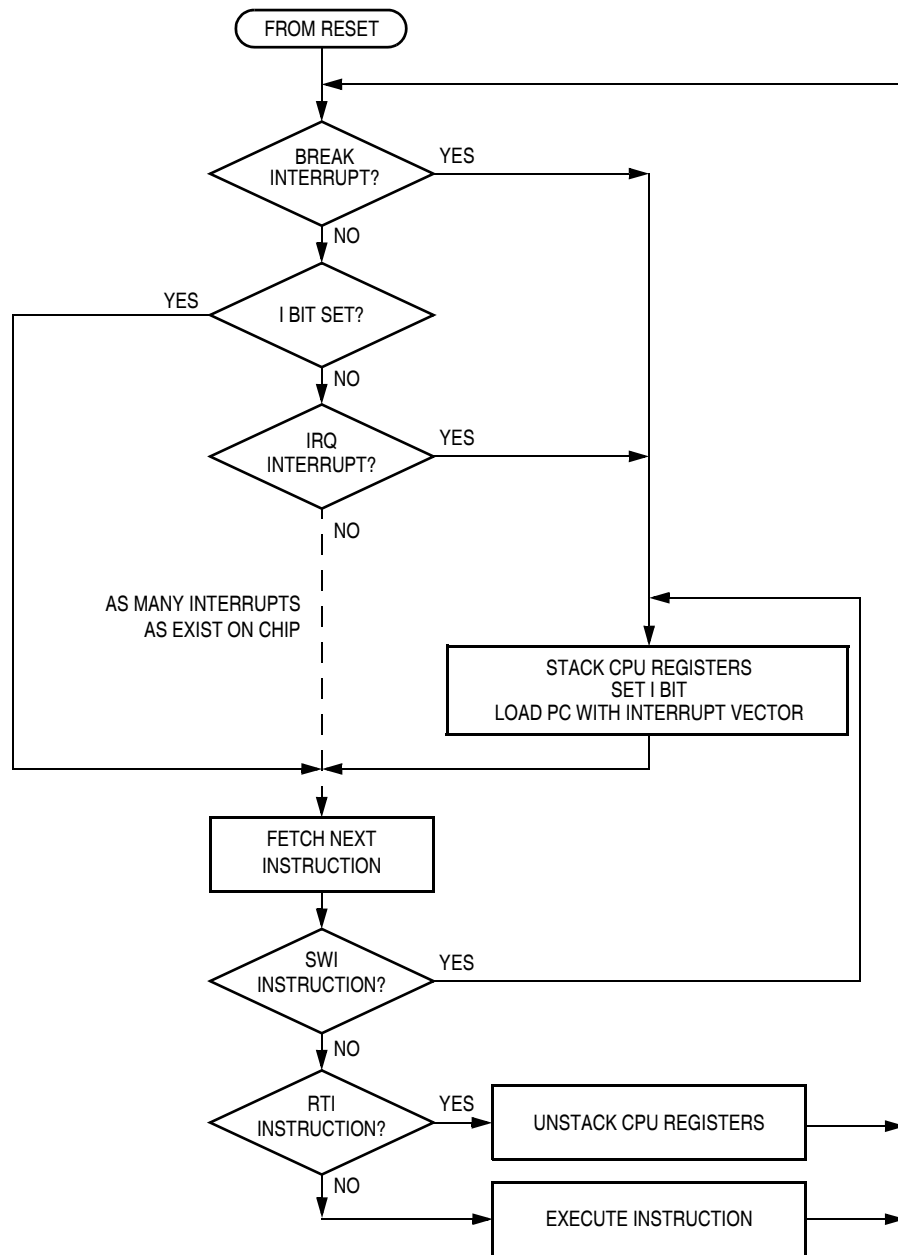 FROM RESET
BREAK
INTERRUPT?
YES
NO
YES
I BIT SET?
NO
IRQ
INTERRUPT?
YES
NO
AS MANY INTERRUPTS
AS EXIST ON CHIP
STACK CPU REGISTERS
SET I BIT
LOAD PC WITH INTERRUPT VECTOR
FETCH NEXT
INSTRUCTION
SWI
INSTRUCTION?
YES
NO
RTI
INSTRUCTION?
YES
UNSTACK CPU REGISTERS
NO
EXECUTE INSTRUCTION